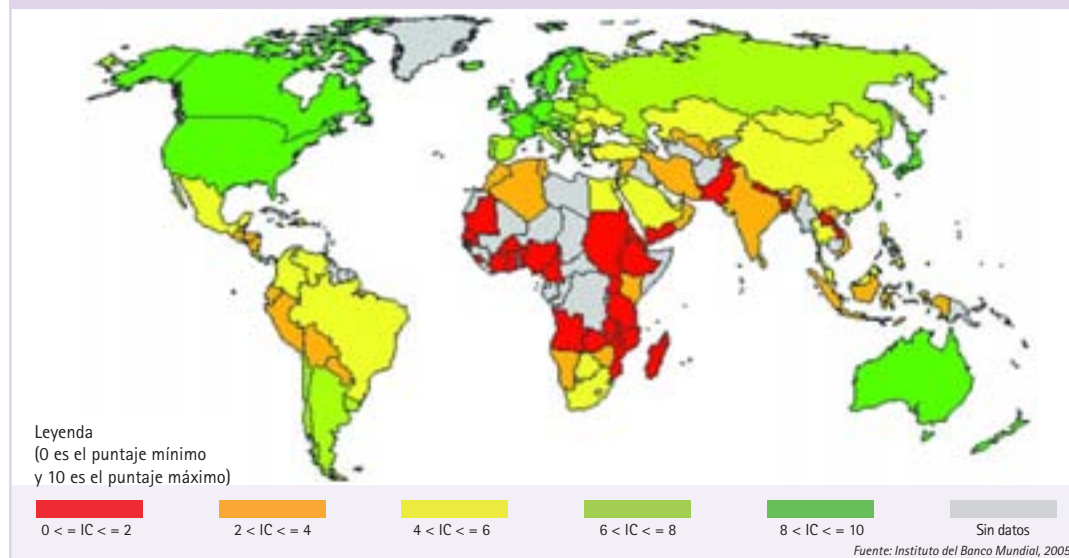 Leyenda
(0 es el puntaje mínimo
y 10 es el puntaje máximo)
0 < = IC < = 2
2 < IC < = 4
4 < IC < = 6
6 < IC < = 8
8 < IC < = 10
Sin datos
Fuente: Instituto del Banco Mundial, 2005